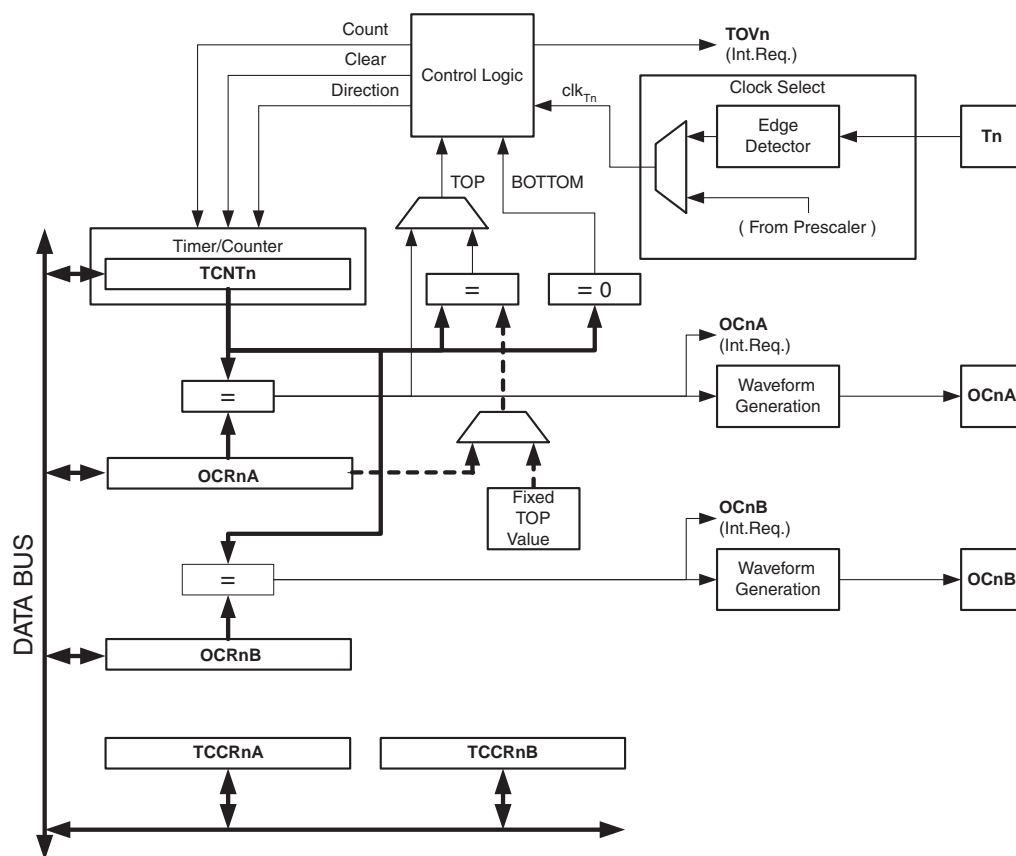 Count
Clear
Direction
Control Logic
TOVn
(Int.Req.)
clkTn
Clock Select
Edge
Detector
Tn
( From Prescaler )
TOP
BOTTOM
Timer/Counter
TCNTn
=
= 0
OCnA
(Int.Req.)
=
Waveform
Generation
OCnA
OCRnA
Fixed
TOP
Value
OCnB
(Int.Req.)
=
Waveform
Generation
OCnB
OCRnB
DATA BUS
TCCRnA
TCCRnB